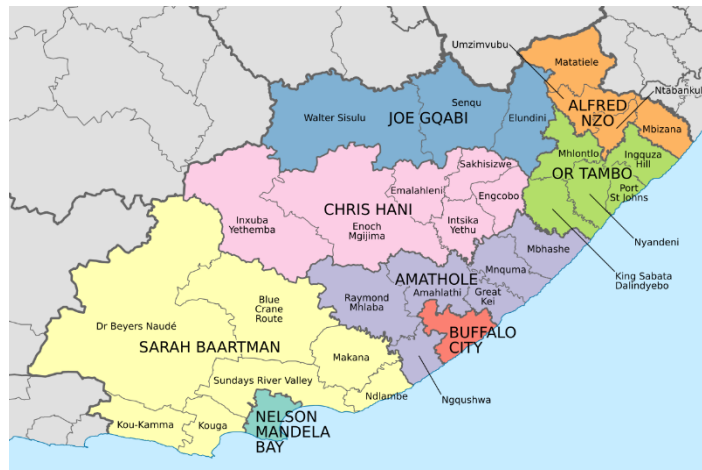 Umzimvubu
Matatiele
Ntabankulu
ALFRED
NZO
Mbizana
Walter Sisulu
Senqu
JOE GQABI
Elundini
Mhlontlo
Ingquza
Hill
OR TAMBO
Port
St Johns
Nyandeni
King Sabata
Dalindyebo
Sakhisizwe
Emalahleni
Engcobo
CHRIS HANI
Inxuba
Yethemba
Enoch
Mgijima
Intsika
Yethu
Mbhashe
Mnquma
AMATHOLE
Raymond
Mhlaba
Amahlathi
Great
Kei
BUFFALO
CITY
Ngqushwa
Blue
Crane
Route
Dr Beyers Naudé
SARAH BAARTMAN
Makana
Sundays River Valley
Ndlambe
Kou-Kamma
Kouga
NELSON
MANDELA
BAY